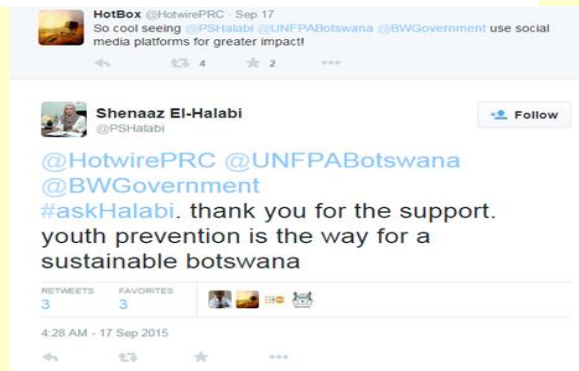 HotBox @HotwirePRC · Sep 17
So cool seeing @PSHalabi @UNFPABotswana @BWGovernment use social
media platforms for greater impact!
4 2
Shenaaz El-Halabi
@PSHalabi
Follow
@HotwirePRC @UNFPABotswana
@BWGovernment
#askHalabi. thank you for the support.
youth prevention is the way for a
sustainable botswana
RETWEETS FAVORITES
3 3
4:28 AM - 17 Sep 2015